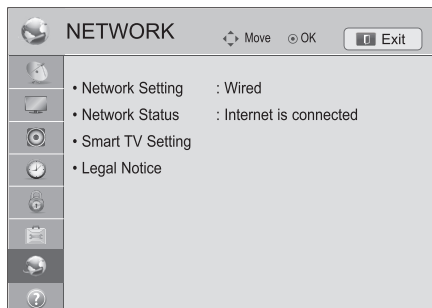 NETWORK
Move
OK
Exit
• Network Setting : Wired
• Network Status : Internet is connected
• Smart TV Setting
• Legal Notice
?